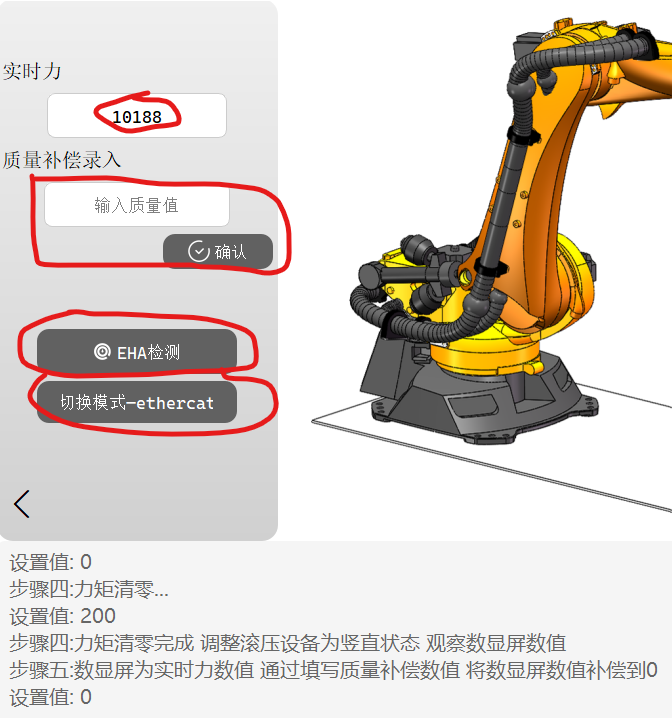 实时力
10188
质量补偿录入
输入质量值
确认
EHA检测
切换模式-ethercat
设置值: 0
步骤四:力矩清零...
设置值: 200
步骤四:力矩清零完成 调整滚压设备为竖直状态 观察数显屏数值
步骤五:数显屏为实时力数值 通过填写质量补偿数值 将数显屏数值补偿到0
设置值: 0